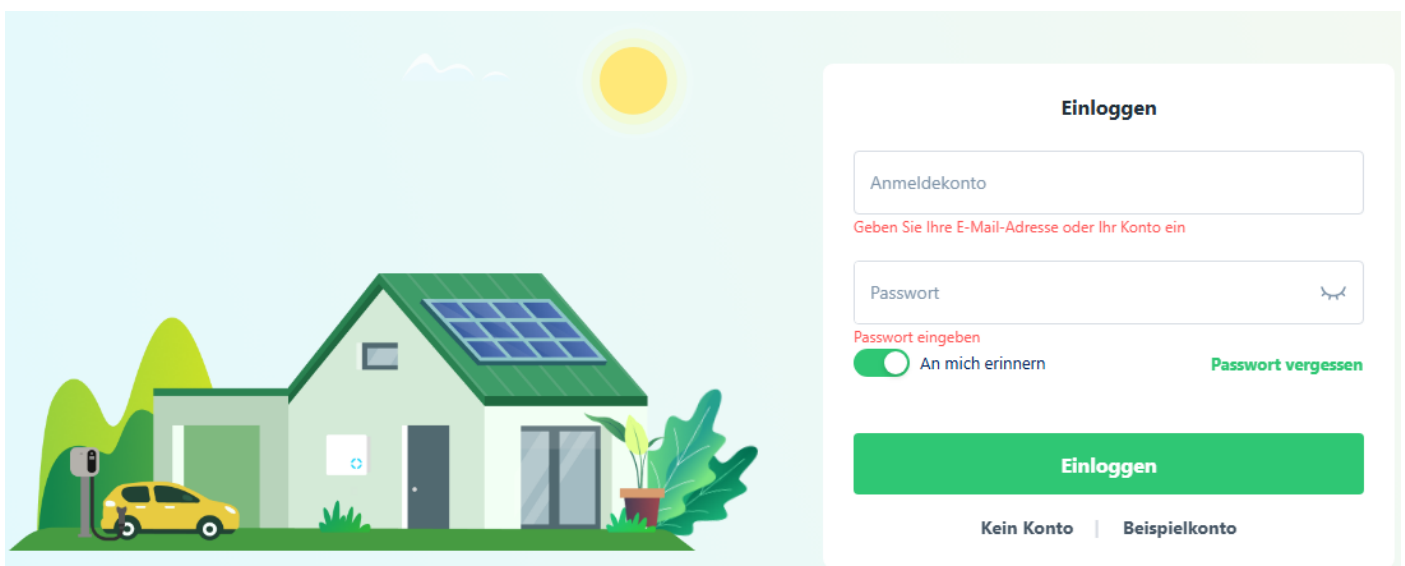 Einloggen
Anmeldekonto
Geben Sie Ihre E-Mail-Adresse oder Ihr Konto ein
Passwort
Passwort eingeben
An mich erinnern Passwort vergessen
Einloggen
Kein Konto | Beispielkonto